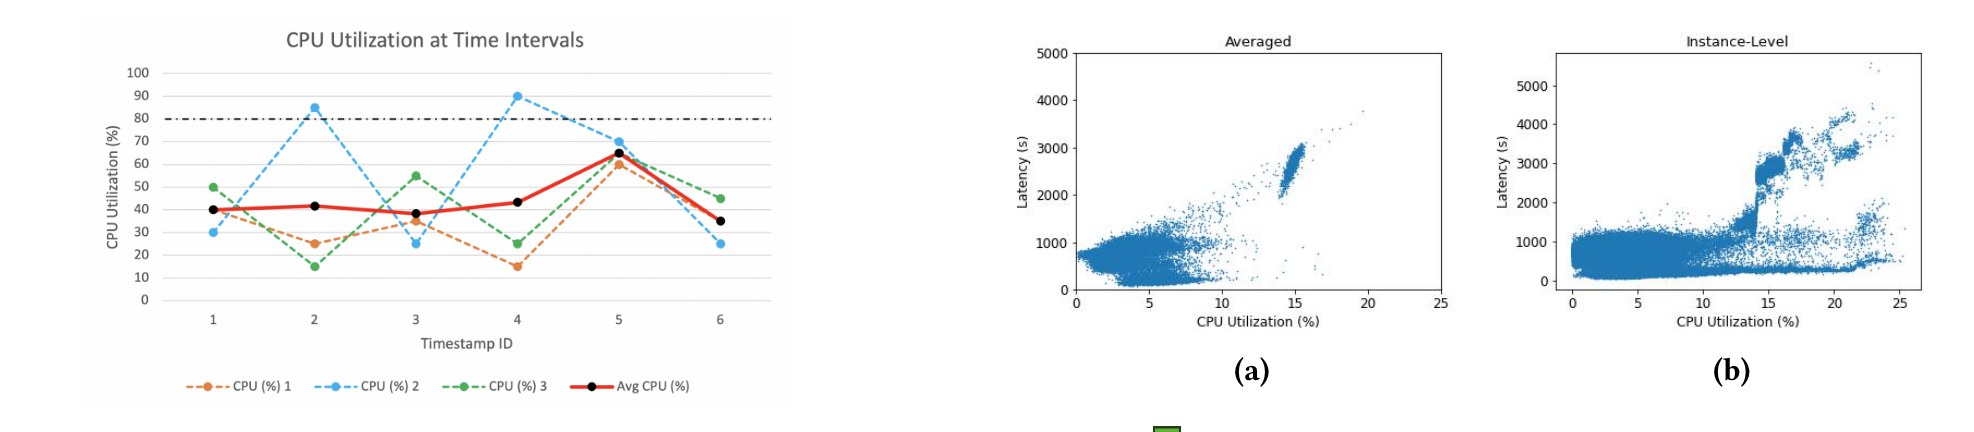 CPU Utilization at Time Intervals
CPU Utilization (%)
100
90
80
70
60
50
40
30
20
10
0
1 2 3 4 5 6
Timestamp ID
CPU (%) 1 CPU (%) 2 CPU (%) 3 Avg CPU (%)
Averaged
Latency (s)
5000
4000
3000
2000
1000
0
0 5 10 15 20 25
CPU Utilization (%)
(a)
Instance-Level
Latency (s)
5000
4000
3000
2000
1000
0
0 5 10 15 20 25
CPU Utilization (%)
(b)